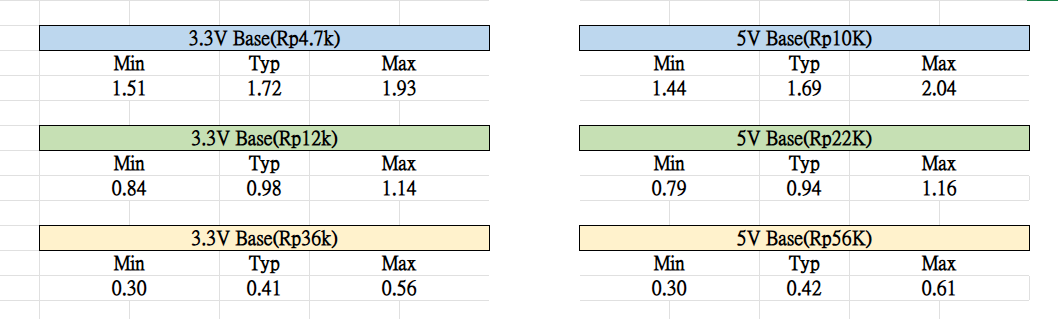 3.3V Base(Rp4.7k) 5V Base(Rp10K)
Min Typ Max Min Typ Max
1.51 1.72 1.93 1.44 1.69 2.04
3.3V Base(Rp12k) 5V Base(Rp22K)
Min Typ Max Min Typ Max
0.84 0.98 1.14 0.79 0.94 1.16
3.3V Base(Rp36k) 5V Base(Rp56K)
Min Typ Max Min Typ Max
0.30 0.41 0.56 0.30 0.42 0.61